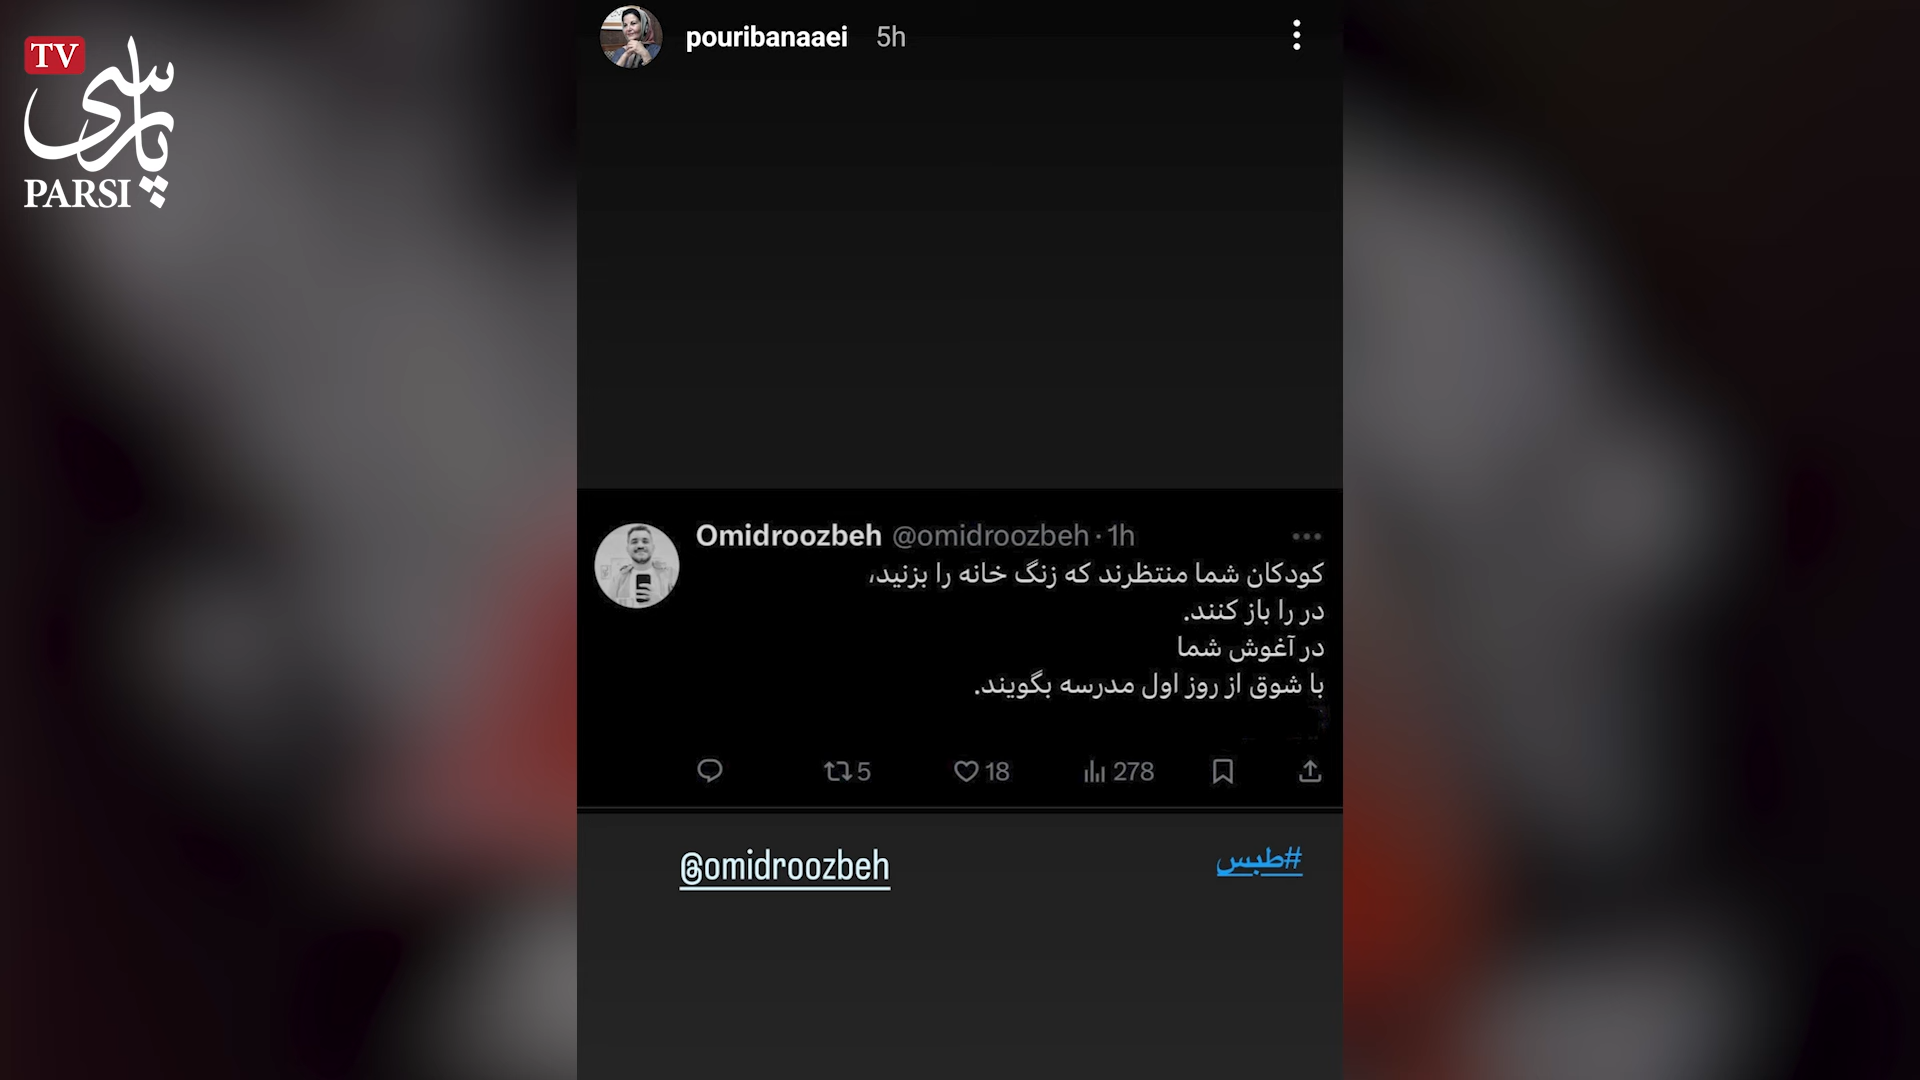 TV
پارسی
PARSI
pouribanaaei 5h
Omidroozbeh @omidroozbeh · 1h
کودکان شما منتظرند که زنگ خانه را بزنید،
در را باز کنند.
در آغوش شما
با شوق از روز اول مدرسه بگویند.
5 18 278
@omidroozbeh #طبس